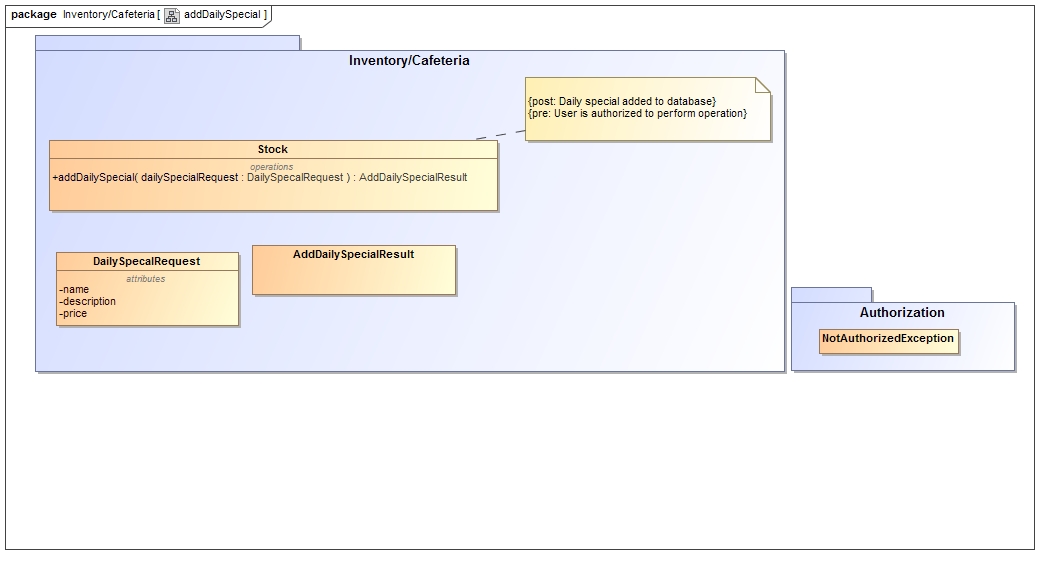 package Inventory/Cafeteria [ addDailySpecial ]
Inventory/Cafeteria
{post: Daily special added to database}
{pre: User is authorized to perform operation}
Stock
operations
+addDailySpecial( dailySpecialRequest : DailySpecalRequest ) : AddDailySpecialResult
DailySpecalRequest
attributes
-name
-description
-price
AddDailySpecialResult
Authorization
NotAuthorizedException